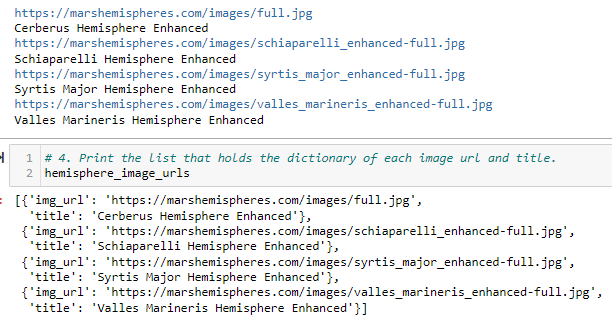 https://marshemispheres.com/images/full.jpg
Cerberus Hemisphere Enhanced
https://marshemispheres.com/images/schiaparelli_enhanced-full.jpg
Schiaparelli Hemisphere Enhanced
https://marshemispheres.com/images/syrtis_major_enhanced-full.jpg
Syrtis Major Hemisphere Enhanced
https://marshemispheres.com/images/valles_marineris_enhanced-full.jpg
Valles Marineris Hemisphere Enhanced
1 # 4. Print the list that holds the dictionary of each image url and title.
2 hemisphere_image_urls
[{'img_url': 'https://marshemispheres.com/images/full.jpg',
'title': 'Cerberus Hemisphere Enhanced'},
{'img_url': 'https://marshemispheres.com/images/schiaparelli_enhanced-full.jpg',
'title': 'Schiaparelli Hemisphere Enhanced'},
{'img_url': 'https://marshemispheres.com/images/syrtis_major_enhanced-full.jpg',
'title': 'Syrtis Major Hemisphere Enhanced'},
{'img_url': 'https://marshemispheres.com/images/valles_marineris_enhanced-full.jpg',
'title': 'Valles Marineris Hemisphere Enhanced'}]